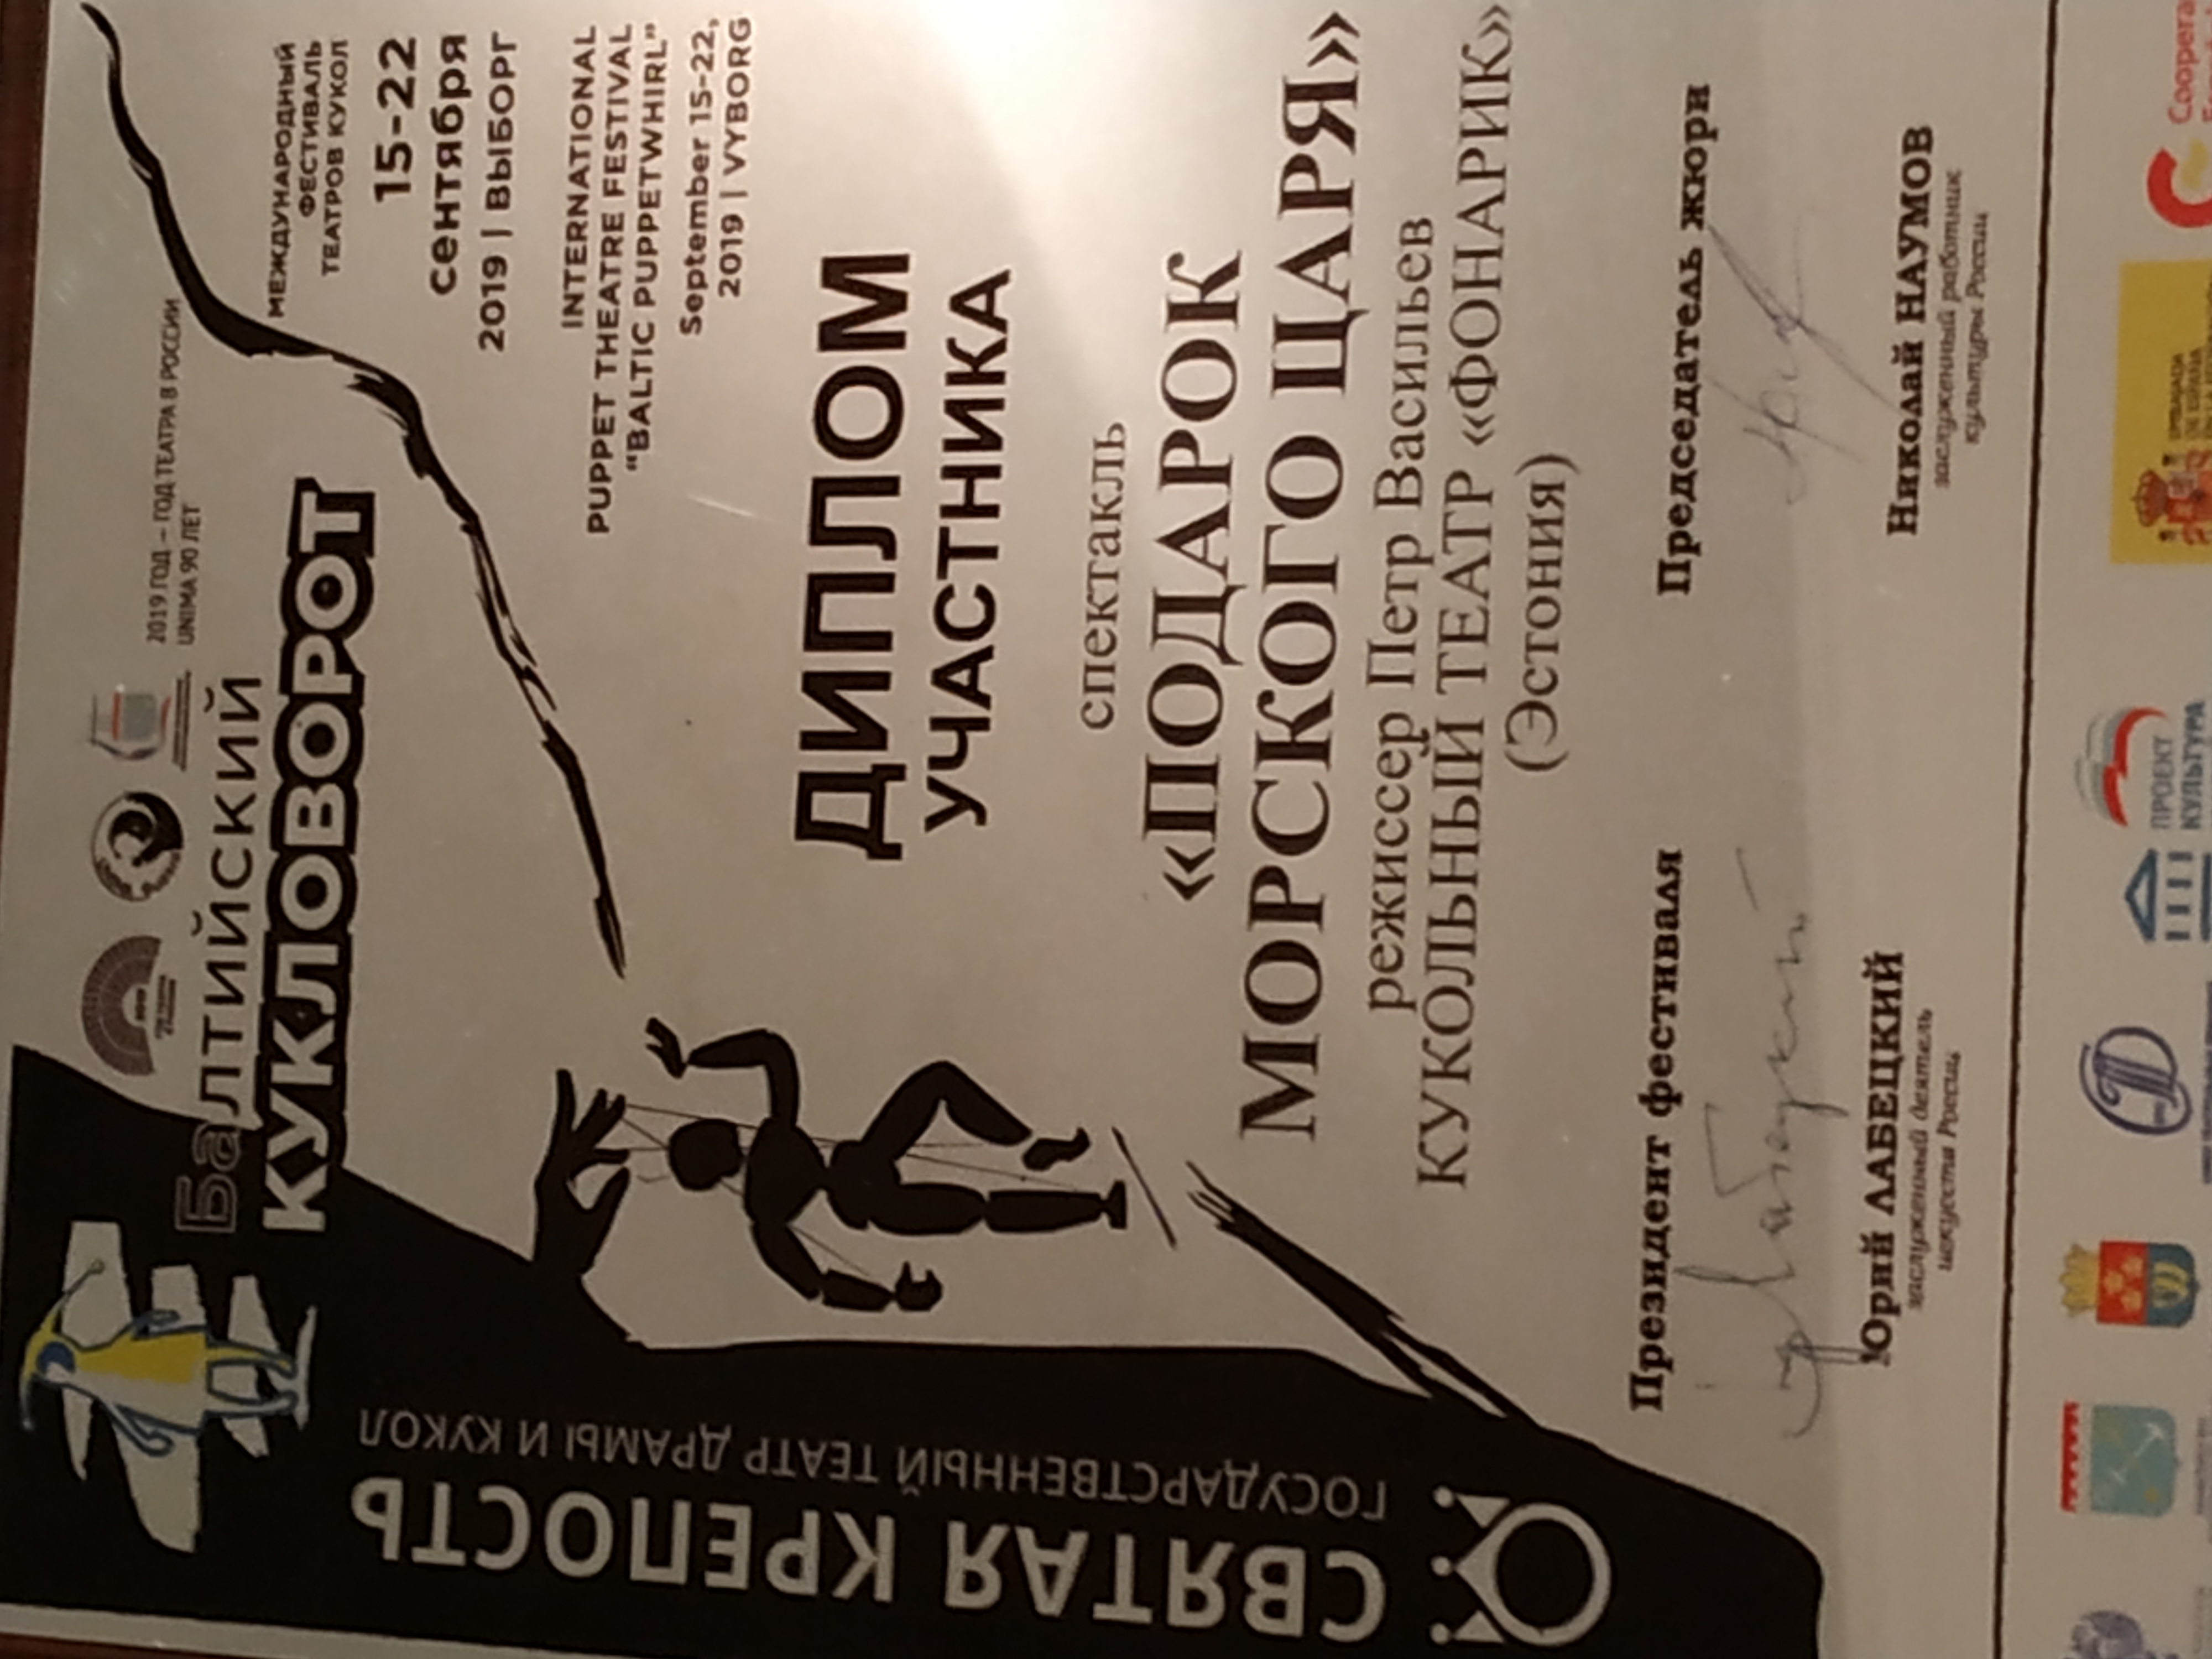 2019 ГОД – ГОД ТЕАТРА В РОССИИ
UNIMA 90 ЛЕТ
Балтийский
КУКЛОВОРОТ
МЕЖДУНАРОДНЫЙ
ФЕСТИВАЛЬ
ТЕАТРОВ КУКОЛ
15-22
сентября
2019 | ВЫБОРГ
INTERNATIONAL
PUPPET THEATRE FESTIVAL
“BALTIC PUPPETWHIRL”
September 15-22,
2019 | VYBORG
СВЯТАЯ КРЕПОСТЬ
ГОСУДАРСТВЕННЫЙ ТЕАТР ДРАМЫ И КУКОЛ
ДИПЛОМ
УЧАСТНИКА
спектакль
«ПОДАРОК
МОРСКОГО ЦАРЯ»
режиссер Петр Васильев
КУКОЛЬНЫЙ ТЕАТР «ФОНАРИК»
(Эстония)
Президент фестиваля
Юрий ЛАБЕЦКИЙ
заслуженный деятель
искусств России
Председатель жюри
Николай НАУМОВ
заслуженный работник
культуры России
ПРОЕКТ
КУЛЬТУРА